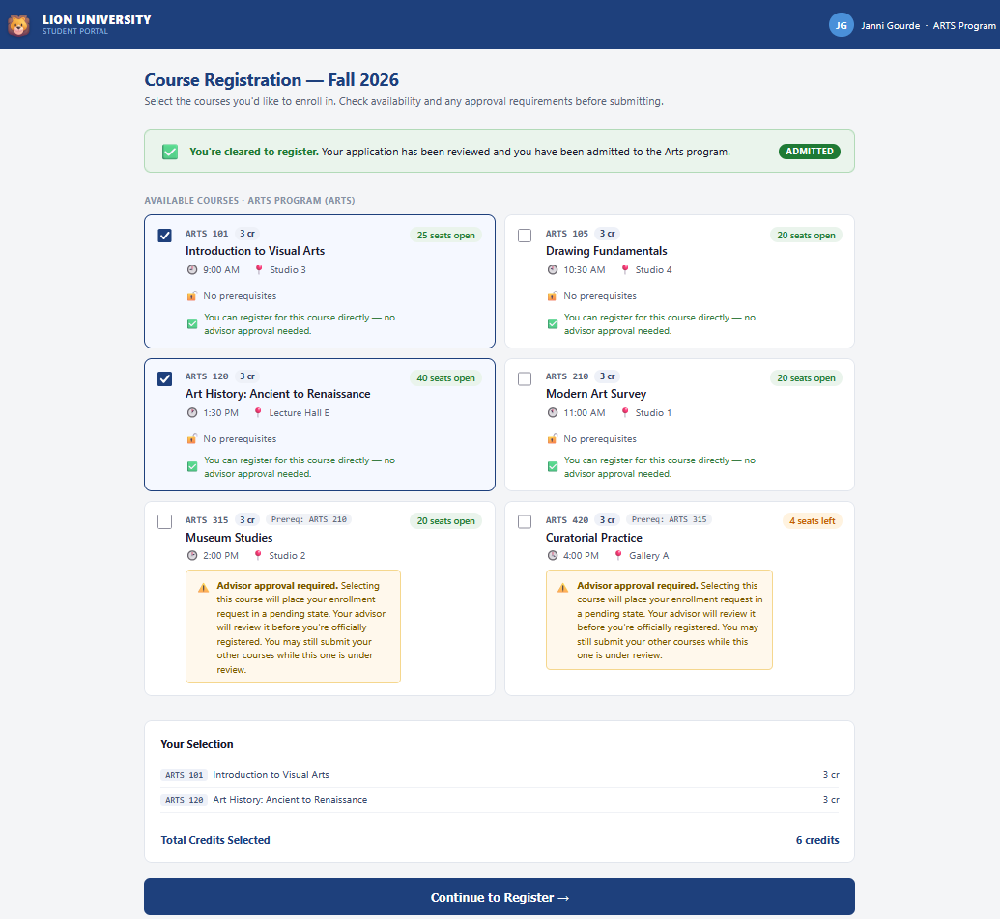 LION UNIVERSITY
STUDENT PORTAL
JG Janni Gourde · ARTS Program
Course Registration — Fall 2026
Select the courses you'd like to enroll in. Check availability and any approval requirements before submitting.
You're cleared to register. Your application has been reviewed and you have been admitted to the Arts program. ADMITTED
AVAILABLE COURSES · ARTS PROGRAM (ARTS)
ARTS 101 3 cr 25 seats open
Introduction to Visual Arts
9:00 AM Studio 3
No prerequisites
You can register for this course directly — no
advisor approval needed.
ARTS 105 3 cr 20 seats open
Drawing Fundamentals
10:30 AM Studio 4
No prerequisites
You can register for this course directly — no
advisor approval needed.
ARTS 120 3 cr 40 seats open
Art History: Ancient to Renaissance
1:30 PM Lecture Hall E
No prerequisites
You can register for this course directly — no
advisor approval needed.
ARTS 210 3 cr 20 seats open
Modern Art Survey
11:00 AM Studio 1
No prerequisites
You can register for this course directly — no
advisor approval needed.
ARTS 315 3 cr Prereq: ARTS 210 20 seats open
Museum Studies
2:00 PM Studio 2
Advisor approval required. Selecting
this course will place your enrollment
request in a pending state. Your advisor
will review it before you're officially
registered. You may still submit your
other courses while this one is under
review.
ARTS 420 3 cr Prereq: ARTS 315 4 seats left
Curatorial Practice
4:00 PM Gallery A
Advisor approval required. Selecting this
course will place your enrollment request in
a pending state. Your advisor will review it
before you're officially registered. You may
still submit your other courses while this
one is under review.
Your Selection
ARTS 101 Introduction to Visual Arts 3 cr
ARTS 120 Art History: Ancient to Renaissance 3 cr
Total Credits Selected 6 credits
Continue to Register →